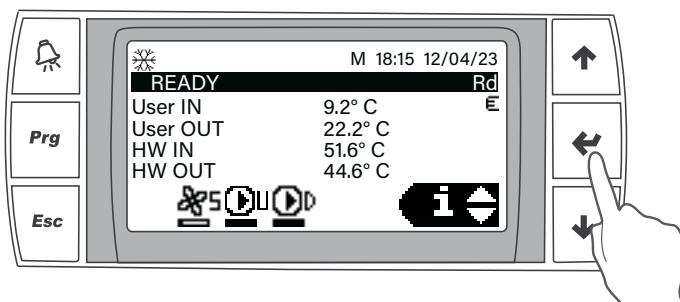 M 18:15 12/04/23
READY Rd
User IN 9.2° C E
User OUT 22.2° C
HW IN 51.6° C
HW OUT 44.6° C
S U D i
Prg
Esc